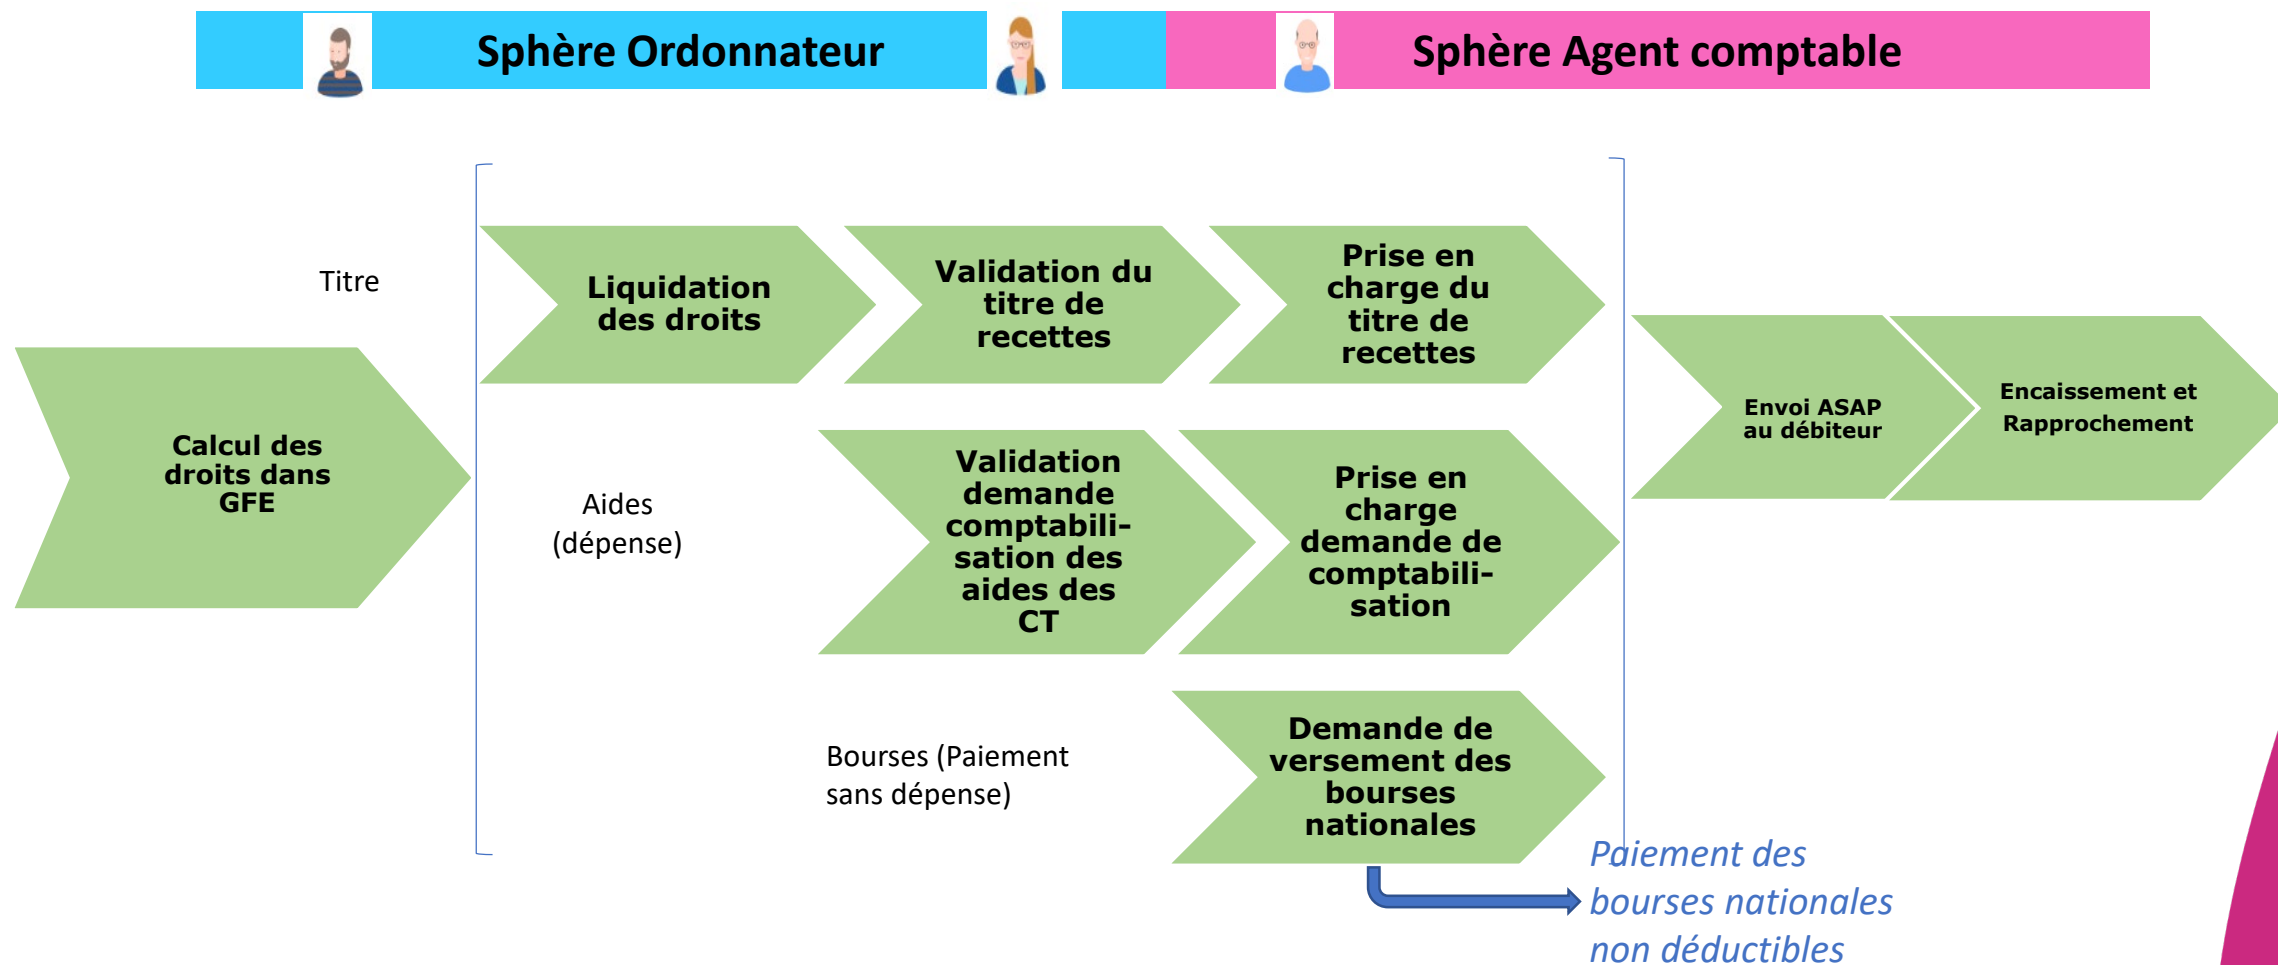 Sphère Ordonnateur
Sphère Agent comptable
Titre
Liquidation
des droits
Validation du
titre de
recettes
Prise en
charge du
titre de
recettes
Calcul des
droits dans
GFE
Aides
(dépense)
Validation
demande
comptabili-
sation des
aides des
CT
Prise en
charge
demande de
comptabili-
sation
Envoi ASAP
au débiteur
Encaissement et
Rapprochement
Bourses (Paiement
sans dépense)
Demande de
versement des
bourses
nationales
Paiement des
bourses nationales
non déductibles